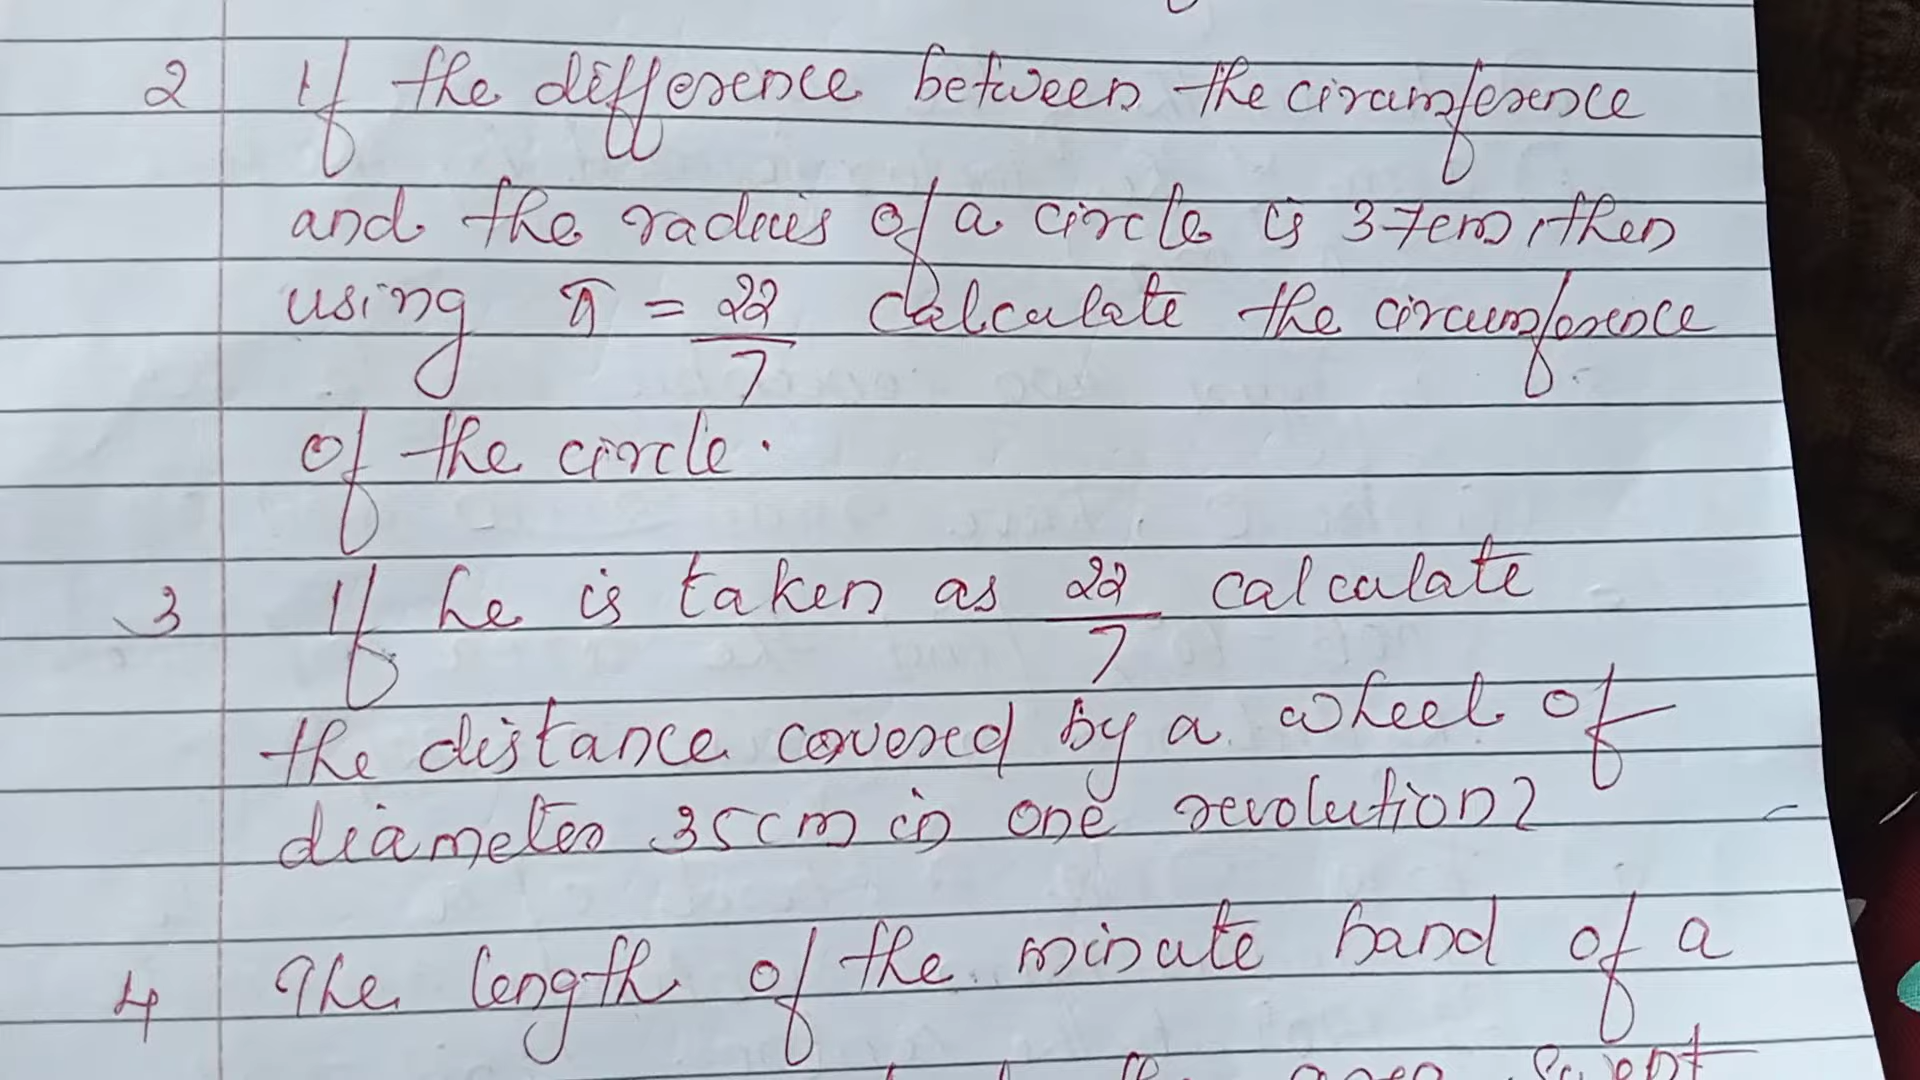 2 If the difference between the circumference
and the radius of a circle is 37cm, then
using π = 22/7 calculate the circumference
of the circle.
3 If he is taken as 22/7 calculate
the distance covered by a wheel of
diameter 35cm in one revolution?
4 The length of the minute hand of a